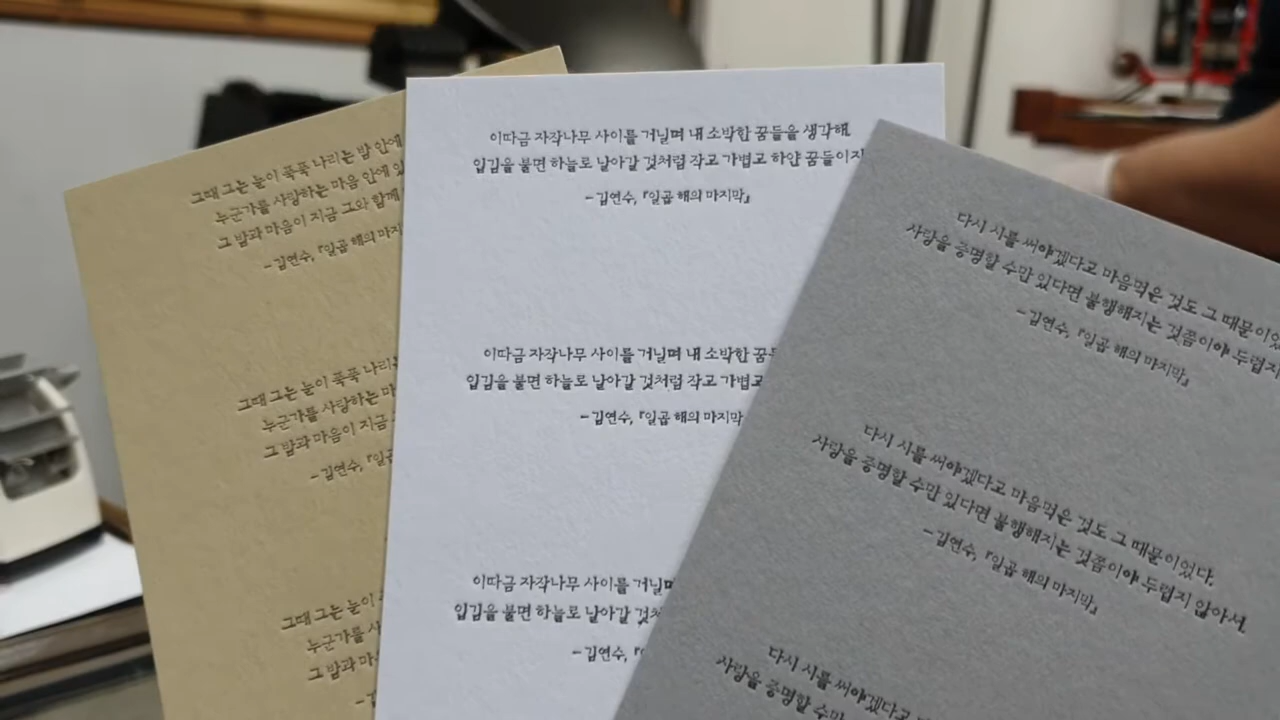 그때 그는 눈이 푹푹 나리는 밤 안에
누군가를 사랑하는 마음 안에 있
그 밤과 마음이 지금 그와 함께
- 김연수, 『일곱 해의 마지
그때 그는 눈이 푹푹 나리는
누군가를 사랑하는 마
그 밤과 마음이 지금
- 김연수, 『일곱
그때 그는 눈이
누군가를 사
그 밤과 마
- 김
이따금 자작나무 사이를 거닐며 내 소박한 꿈들을 생각해.
입김을 불면 하늘로 날아갈 것처럼 작고 가볍고 하얀 꿈들이지
- 김연수, 『일곱 해의 마지막』
이따금 자작나무 사이를 거닐며 내 소박한 꿈들
입김을 불면 하늘로 날아갈 것처럼 작고 가볍고
- 김연수, 『일곱 해의 마지막
이따금 자작나무 사이를 거닐며
입김을 불면 하늘로 날아갈 것처
- 김연수, 『
다시 시를 써야겠다고 마음먹은 것도 그 때문이었
사랑을 증명할 수만 있다면 불행해지는 것쯤이야 두렵지
- 김연수, 『일곱 해의 마지막』
다시 시를 써야겠다고 마음먹은 것도 그 때문이었다.
사랑을 증명할 수만 있다면 불행해지는 것쯤이야 두렵지 않아서.
- 김연수, 『일곱 해의 마지막』
다시 시를 써야겠다고
사랑을 증명할 수만